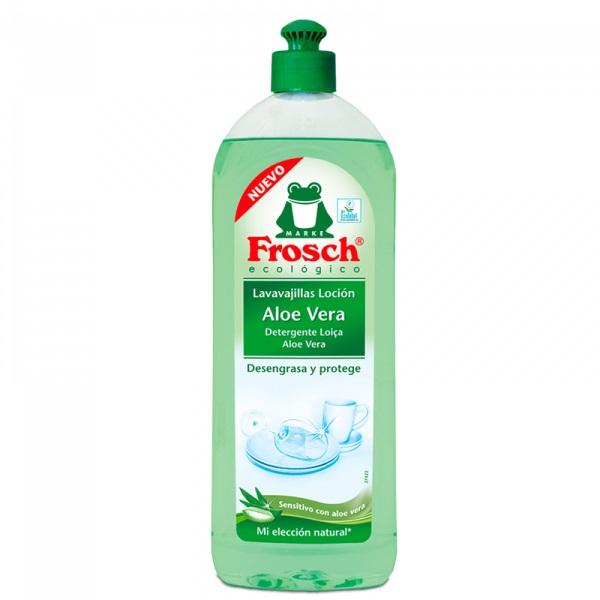 NUEVO
MARKE
Frosch®
ecológico
Lavavajillas Loción
Aloe Vera
Detergente Loiça
Aloe Vera
Desengrasa y protege
Sensitivo con aloe vera
Mi elección natural*